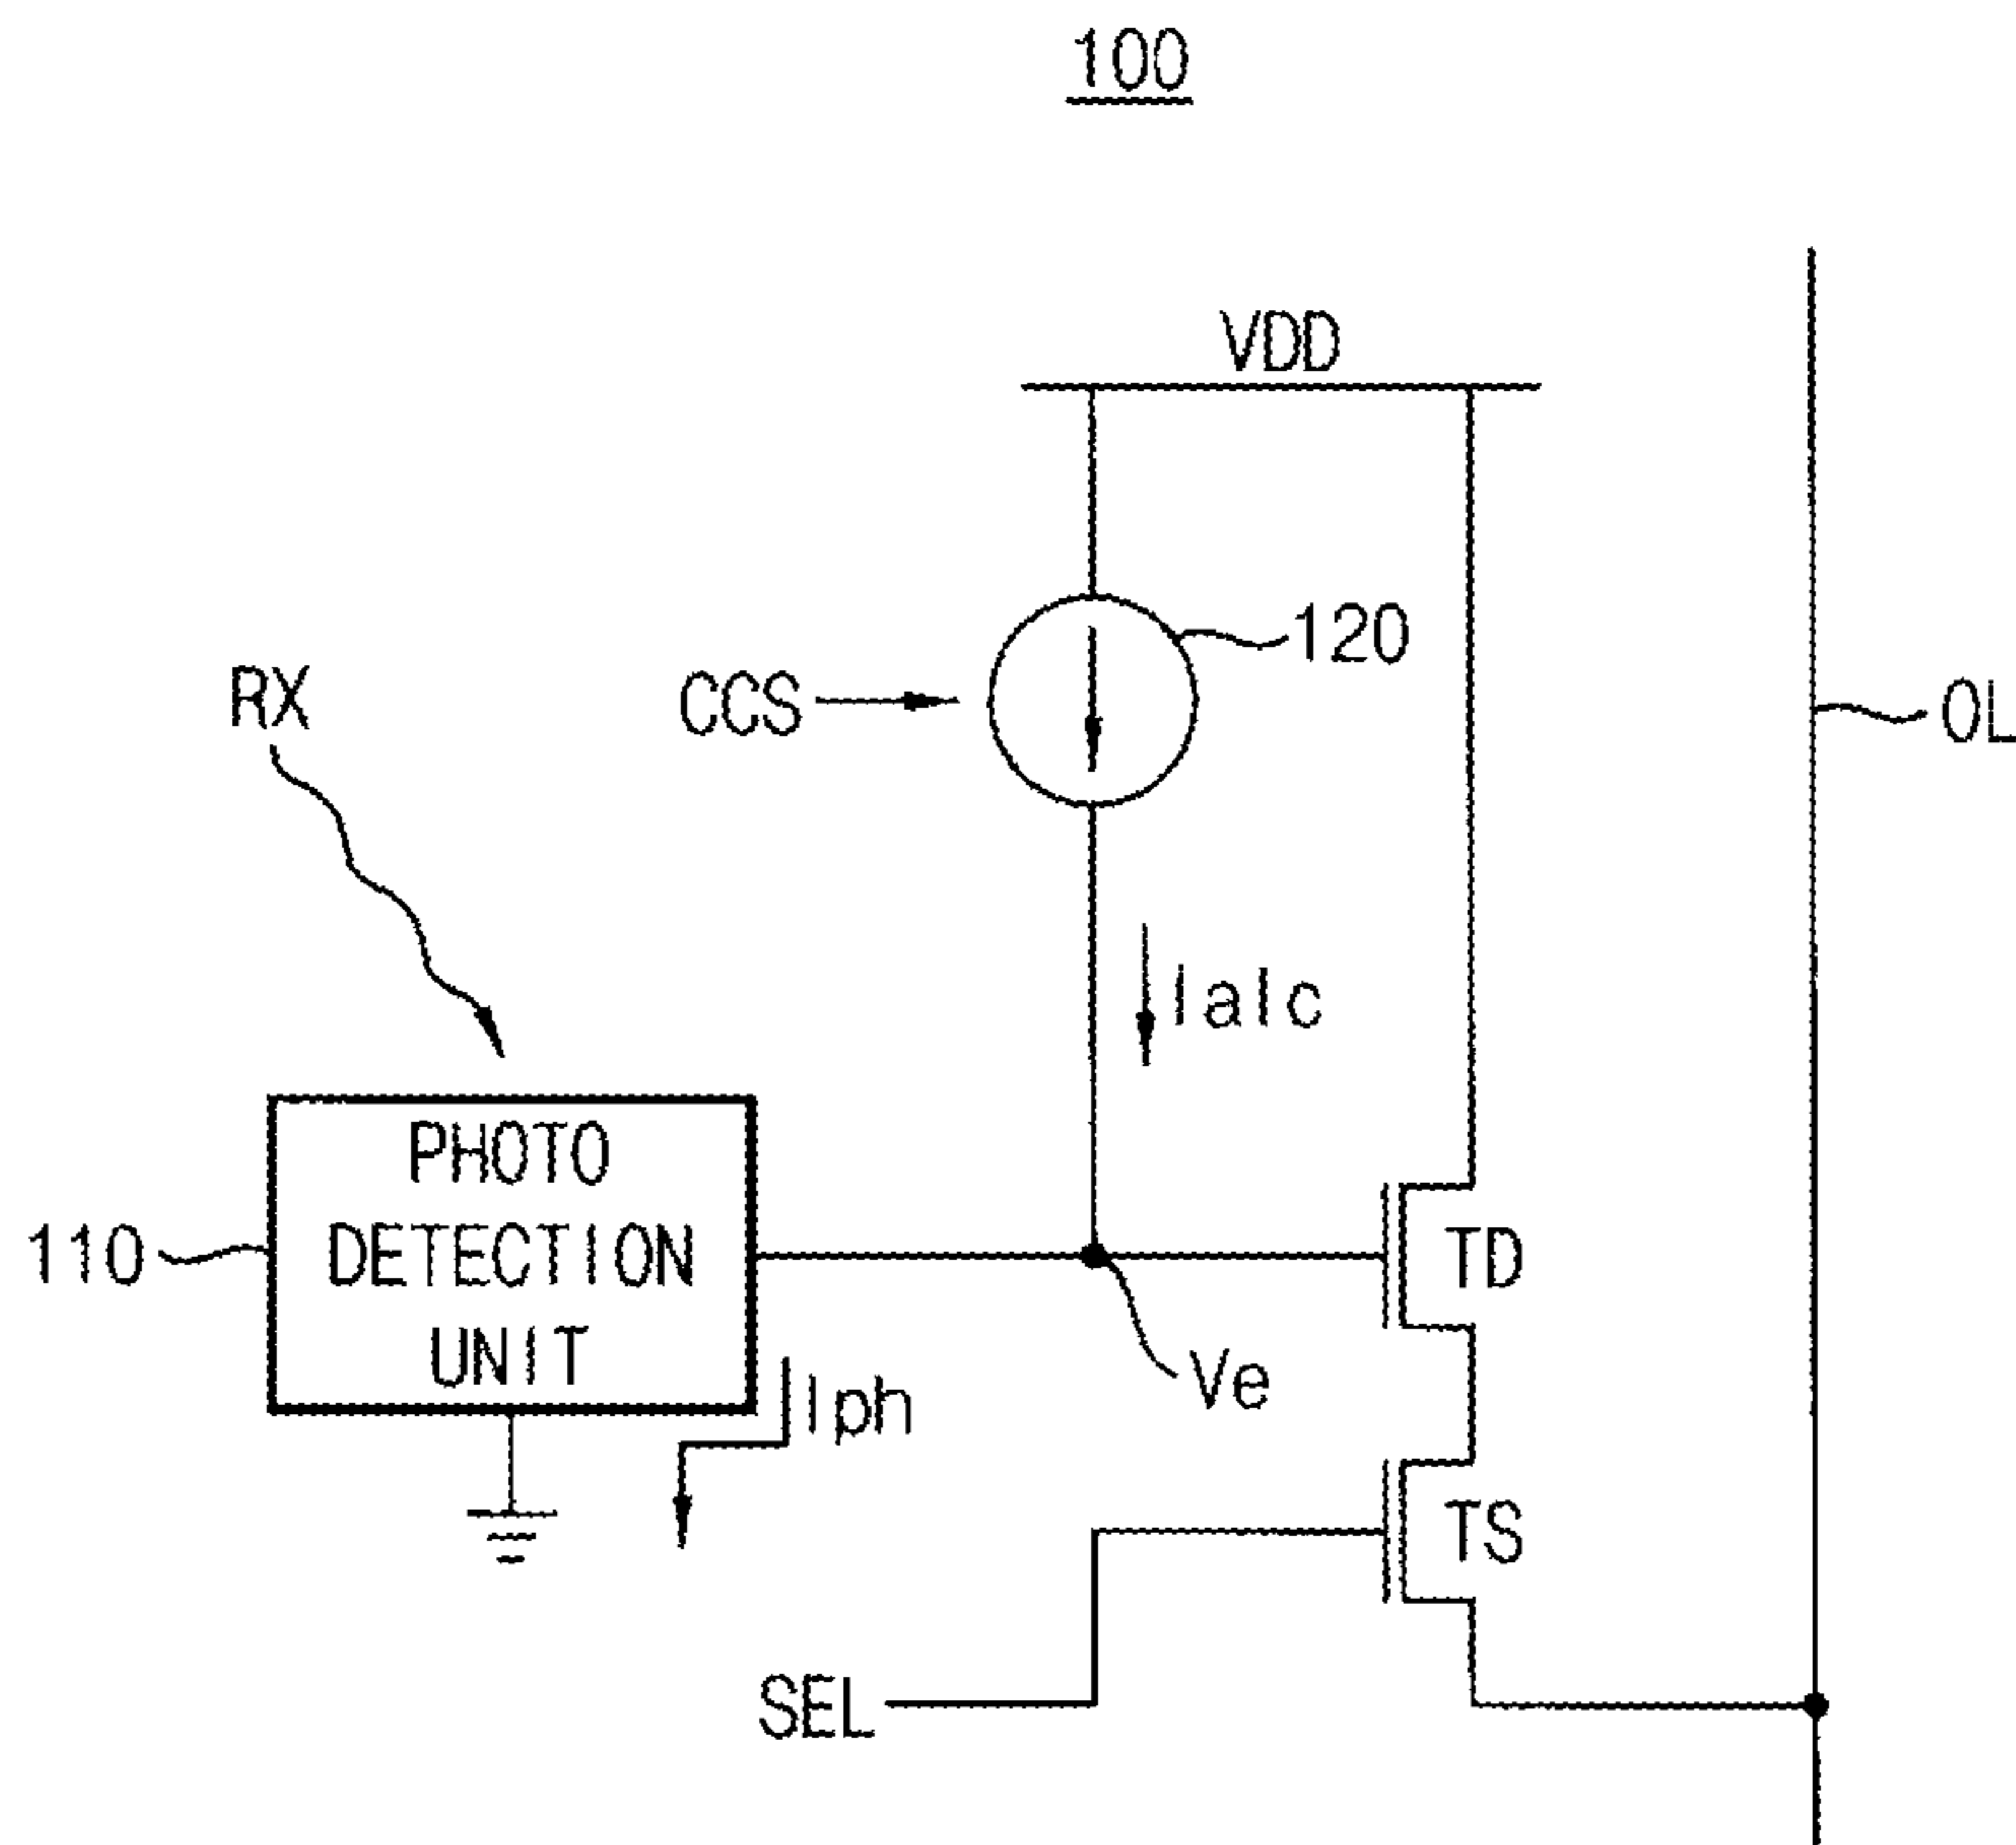 100
VDD
120
RX
CCS
OL
Ialc
PHOTO
DETECTION
UNIT
110
TD
Ve
Iph
TS
SEL